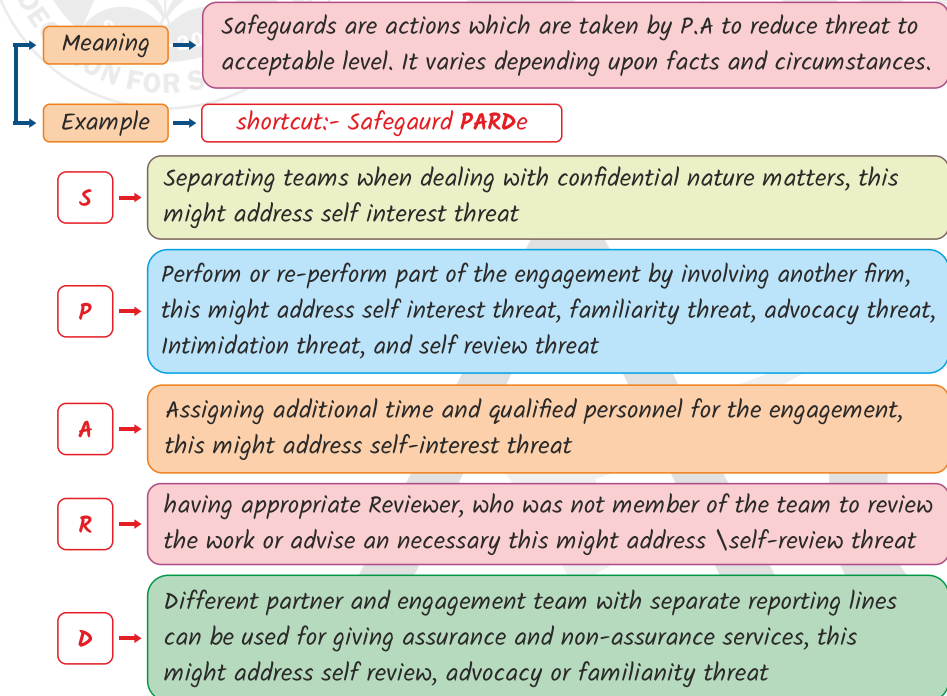 Meaning
Safeguards are actions which are taken by P.A to reduce threat to
acceptable level. It varies depending upon facts and circumstances.
Example
shortcut:- Safegaurd PARDe
S
Separating teams when dealing with confidential nature matters, this
might address self interest threat
P
Perform or re-perform part of the engagement by involving another firm,
this might address self interest threat, familiarity threat, advocacy threat,
Intimidation threat, and self review threat
A
Assigning additional time and qualified personnel for the engagement,
this might address self-interest threat
R
having appropriate Reviewer, who was not member of the team to review
the work or advise an necessary this might address \self-review threat
D
Different partner and engagement team with separate reporting lines
can be used for giving assurance and non-assurance services, this
might address self review, advocacy or familianity threat